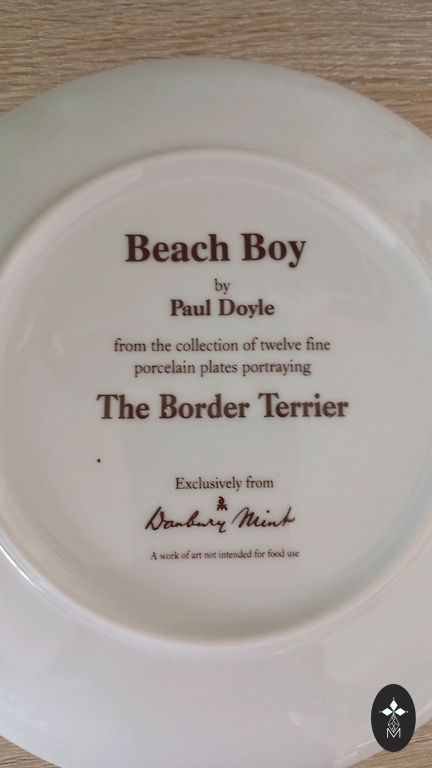 Beach Boy
by
Paul Doyle
from the collection of twelve fine
porcelain plates portraying
The Border Terrier
Exclusively from
Danbury Mint
A work of art not intended for food use